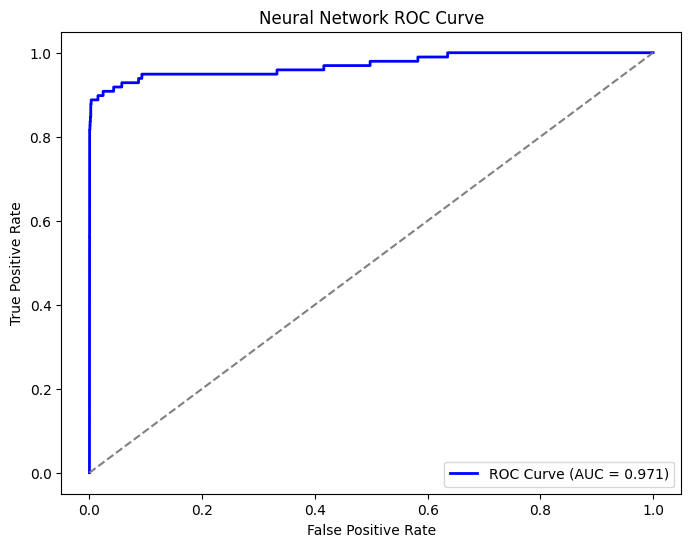 Neural Network ROC Curve
True Positive Rate
1.0
0.8
0.6
0.4
0.2
0.0
ROC Curve (AUC = 0.971)
0.0 0.2 0.4 0.6 0.8 1.0
False Positive Rate